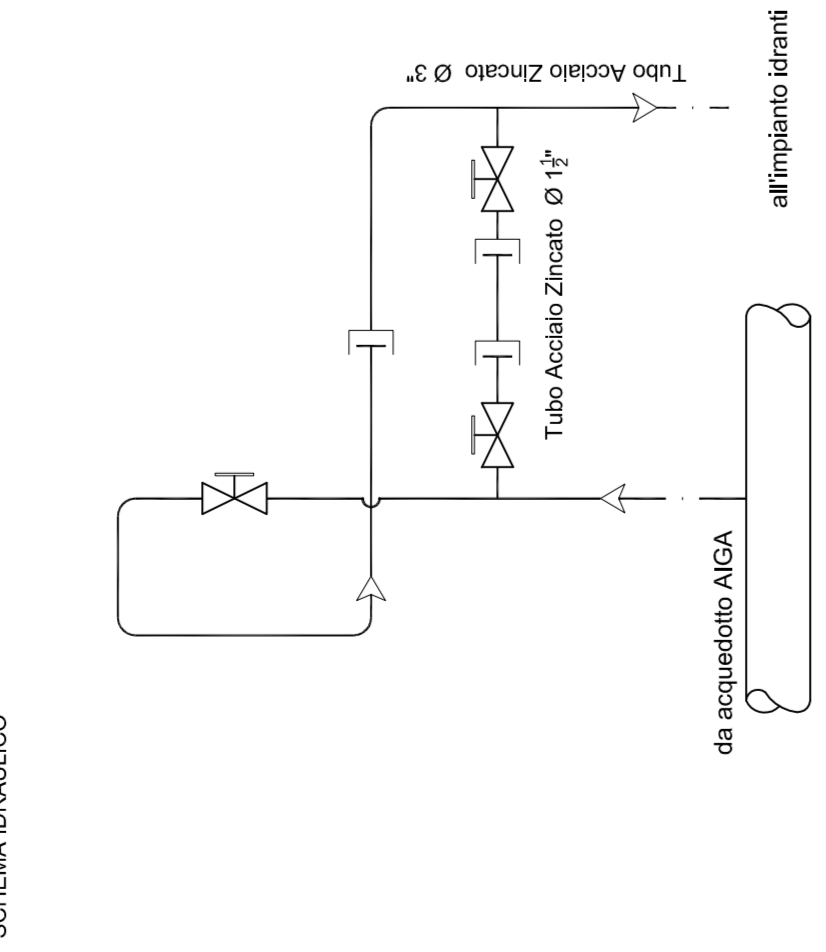 SCHEMA IDRAULICO
Tubo Acciaio Zincato Ø 3"
all'impianto idranti
Tubo Acciaio Zincato Ø 1½"
da acquedotto AIGA